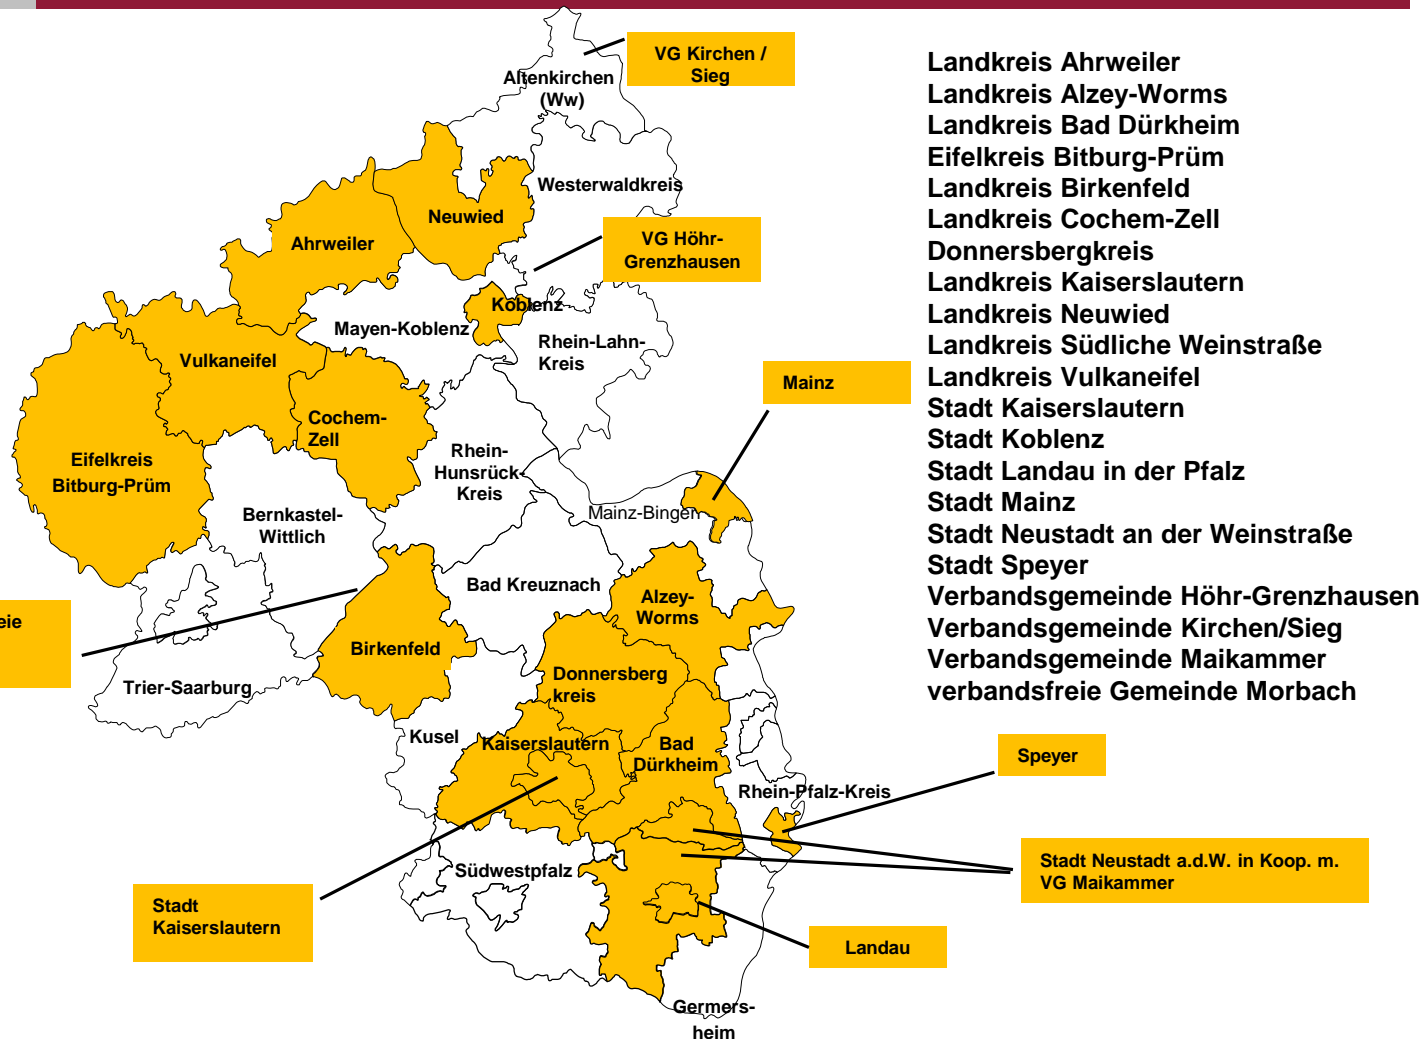 VG Kirchen /
Sieg
Altenkirchen
(Ww)
Westerwaldkreis
Neuwied
Ahrweiler
VG Höhr-
Grenzhausen
Koblenz
Mayen-Koblenz
Rhein-Lahn-
Kreis
Vulkaneifel
Mainz
Cochem-
Zell
Rhein-
Hunsrück-
Kreis
Eifelkreis
Bitburg-Prüm
Bernkastel-
Wittlich
Mainz-Bingen
Bad Kreuznach
Alzey-
Worms
Birkenfeld
Donnersberg
kreis
Trier-Saarburg
Kusel
Kaiserslautern
Bad
Dürkheim
Speyer
Rhein-Pfalz-Kreis
Stadt Neustadt a.d.W. in Koop. m.
VG Maikammer
Südwestpfalz
Stadt
Kaiserslautern
Landau
Germers-
heim
Landkreis Ahrweiler
Landkreis Alzey-Worms
Landkreis Bad Dürkheim
Eifelkreis Bitburg-Prüm
Landkreis Birkenfeld
Landkreis Cochem-Zell
Donnersbergkreis
Landkreis Kaiserslautern
Landkreis Neuwied
Landkreis Südliche Weinstraße
Landkreis Vulkaneifel
Stadt Kaiserslautern
Stadt Koblenz
Stadt Landau in der Pfalz
Stadt Mainz
Stadt Neustadt an der Weinstraße
Stadt Speyer
Verbandsgemeinde Höhr-Grenzhausen
Verbandsgemeinde Kirchen/Sieg
Verbandsgemeinde Maikammer
verbandsfreie Gemeinde Morbach